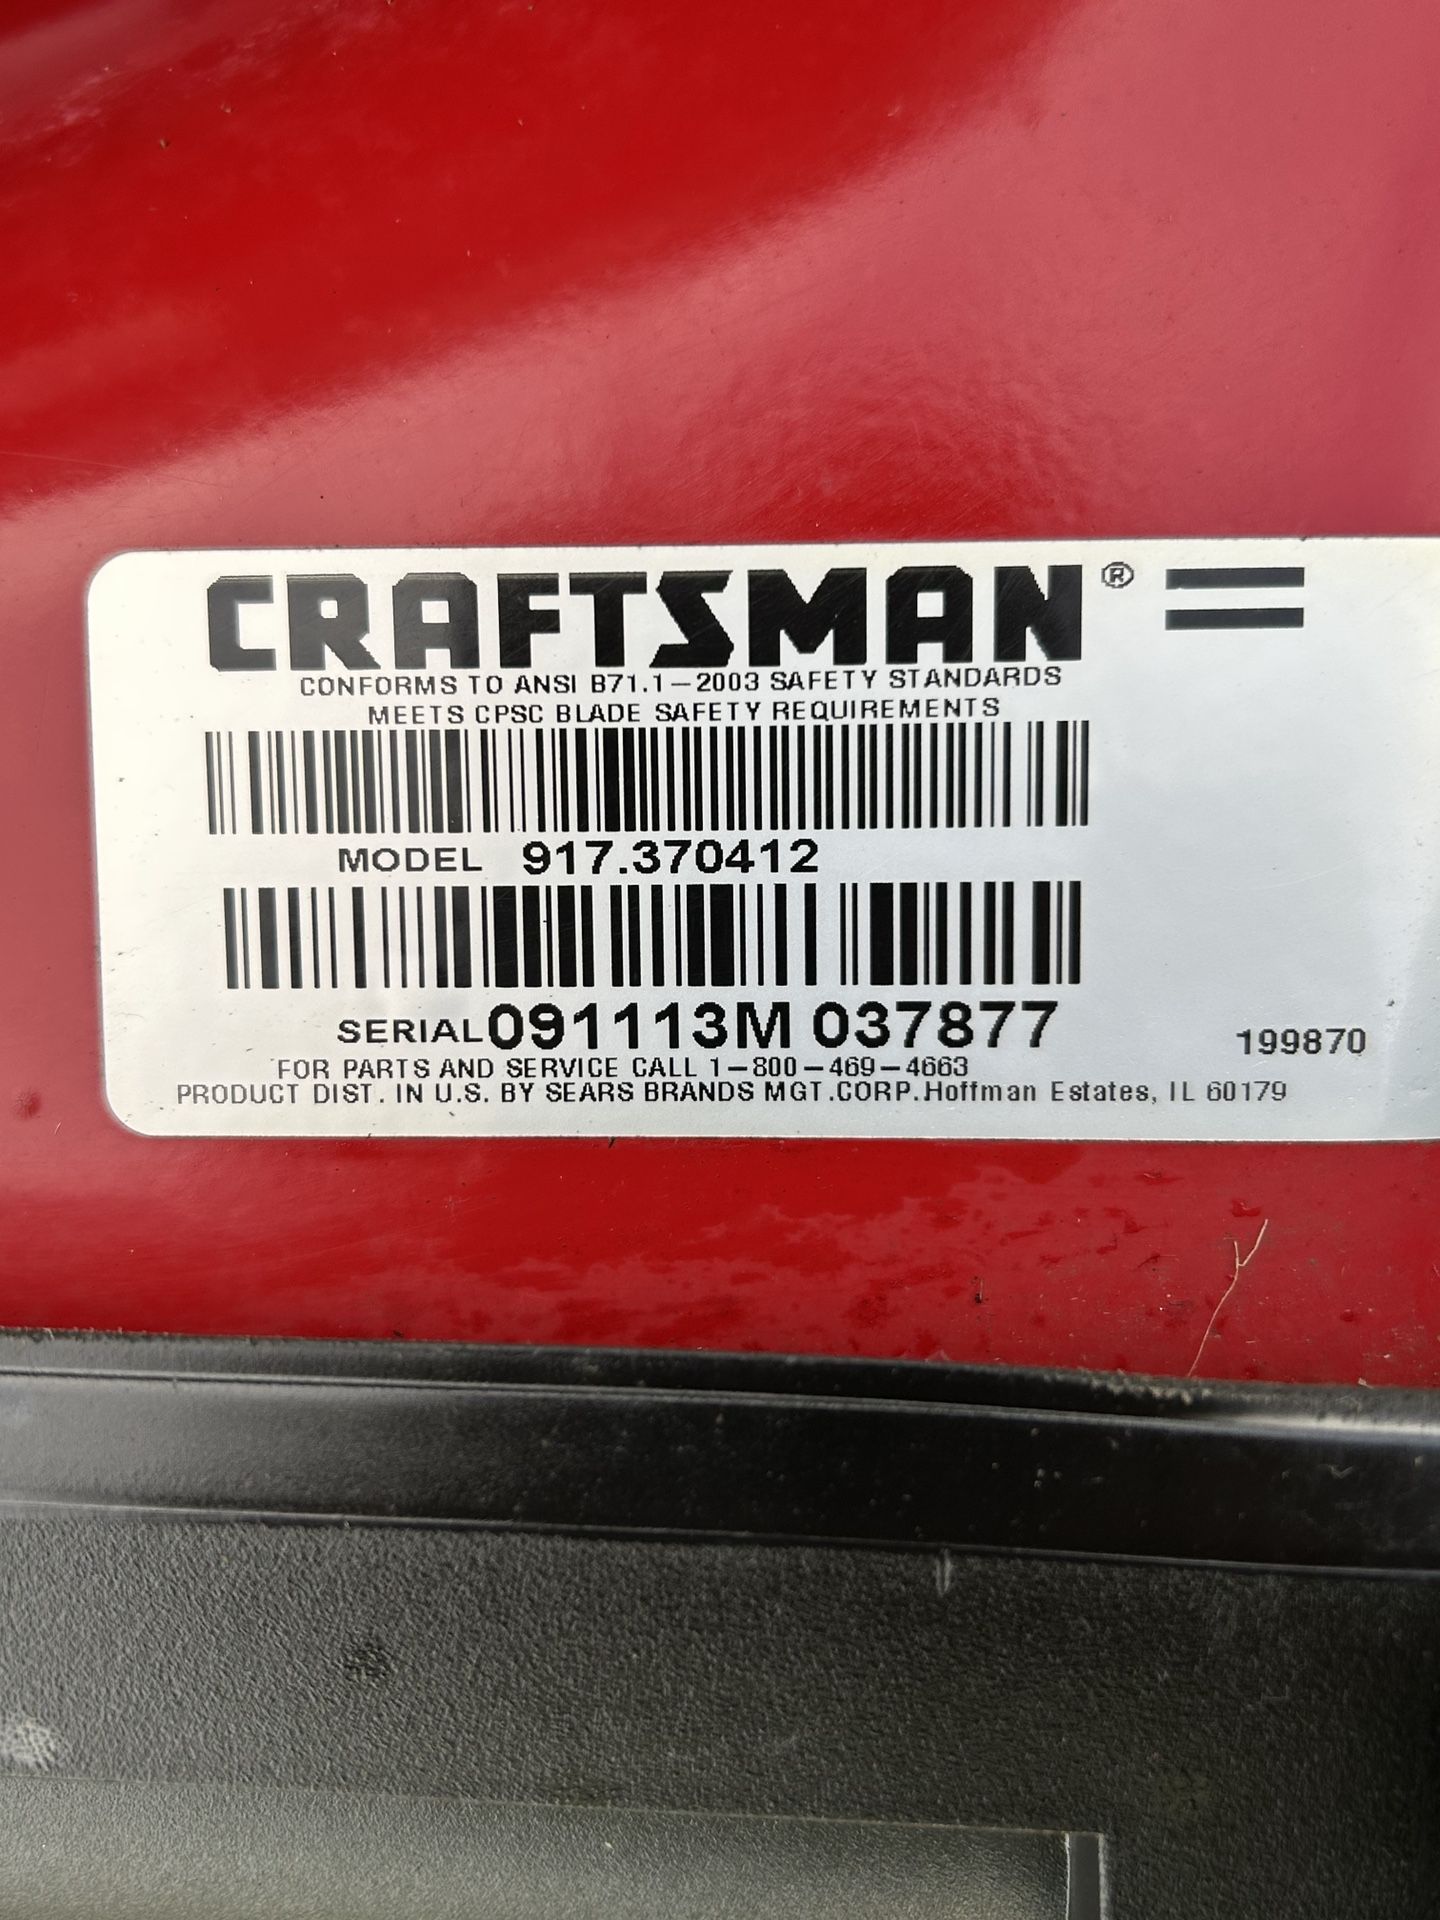 CRAFTSMAN®
CONFORMS TO ANSI B71.1-2003 SAFETY STANDARDS
MEETS CPSC BLADE SAFETY REQUIREMENTS
MODEL 917.370412
SERIAL 091113M 037877
199870
FOR PARTS AND SERVICE CALL 1-800-469-4663
PRODUCT DIST. IN U.S. BY SEARS BRANDS MGT.CORP.Hoffman Estates, IL 60179